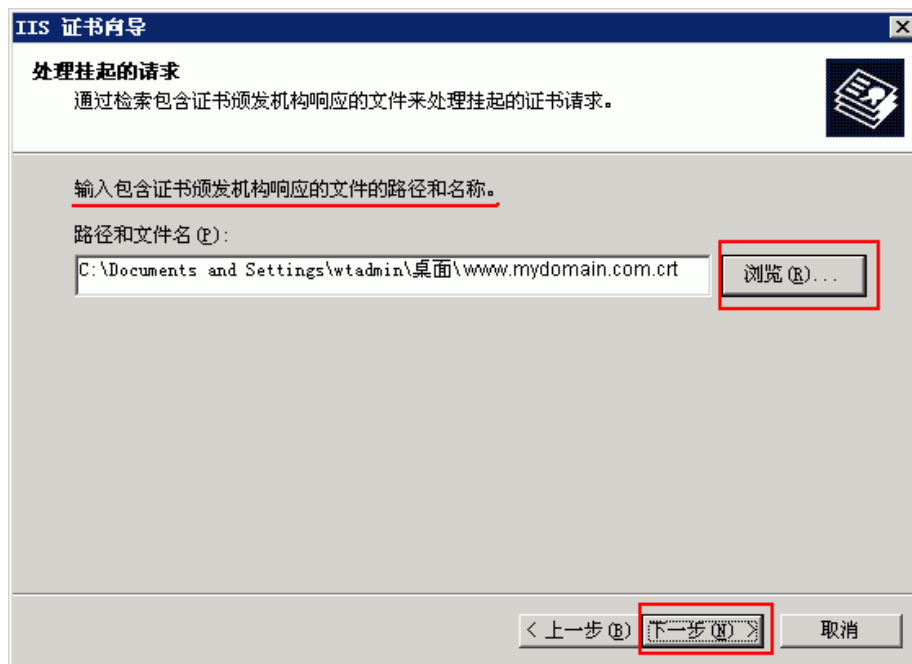 IIS 证书向导
处理挂起的请求
通过检索包含证书颁发机构响应的文件来处理挂起的证书请求。
输入包含证书颁发机构响应的文件的路径和名称。
路径和文件名(P):
C:\Documents and Settings\wtadmin\桌面\www.mydomain.com.crt
浏览(R)...
< 上一步(B)
下一步(N) >
取消